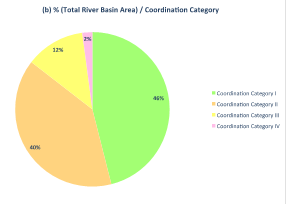 (b) % (Total River Basin Area) / Coordination Category
2%
12%
46%
40%
Coordination Category I
Coordination Category II
Coordination Category III
Coordination Category IV